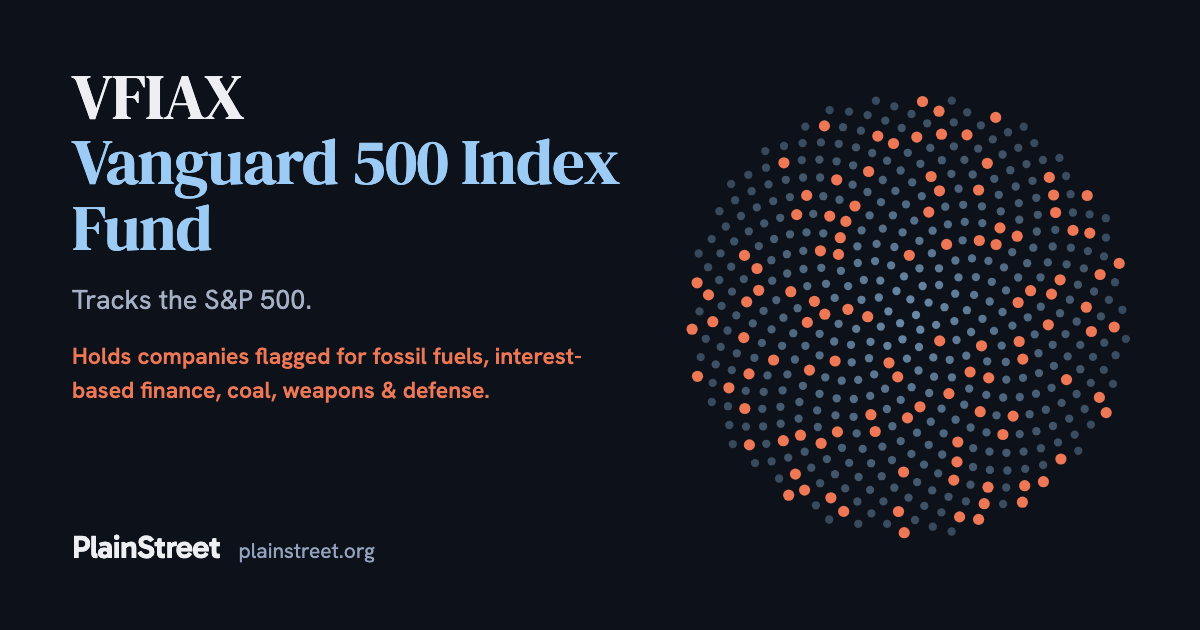 VFIAX
Vanguard 500 Index
Fund
Tracks the S&P 500.
Holds companies flagged for fossil fuels, interest-
based finance, coal, weapons & defense.
PlainStreet plainstreet.org